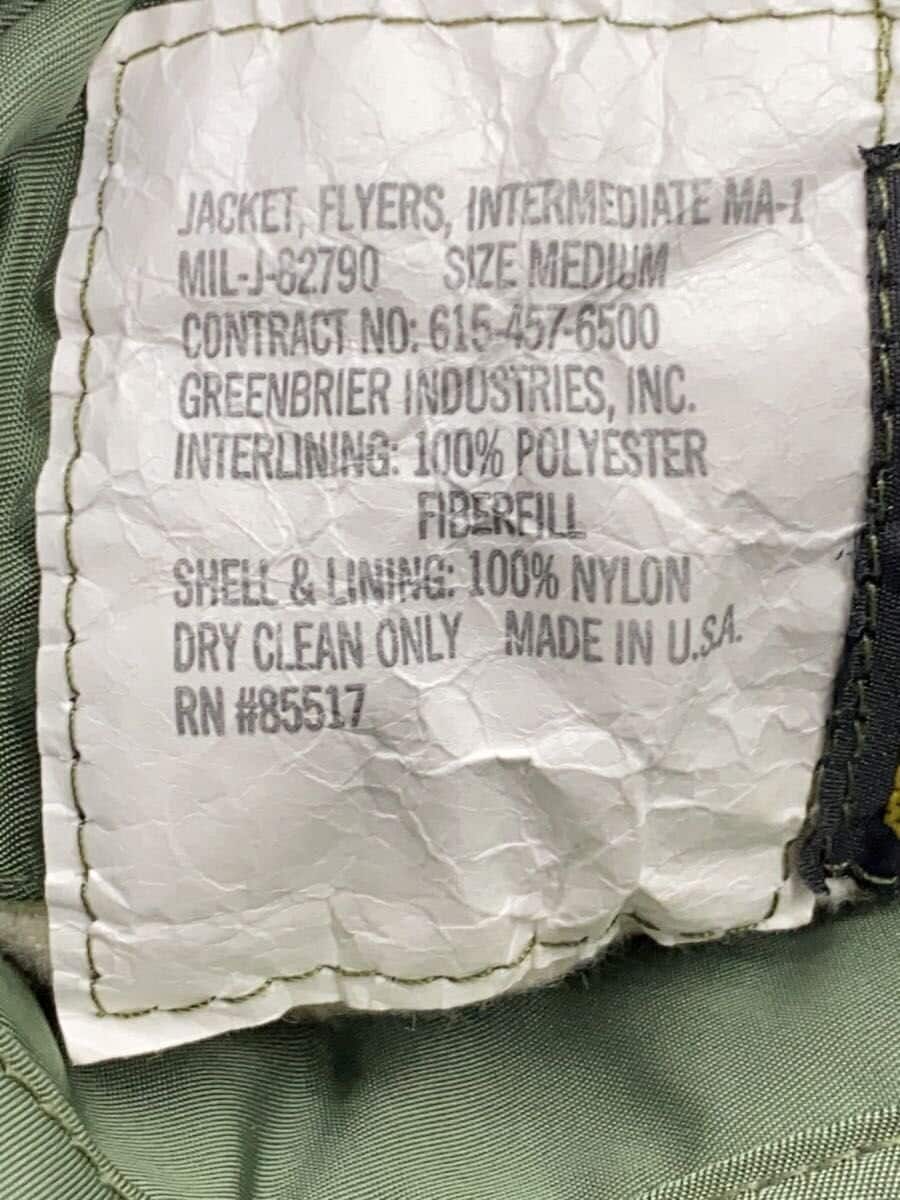 JACKET, FLYERS, INTERMEDIATE MA-1
MIL-J-82790 SIZE MEDIUM
CONTRACT NO: 615-457-6500
GREENBRIER INDUSTRIES, INC.
INTERLINING: 100% POLYESTER
FIBERFILL
SHELL & LINING: 100% NYLON
DRY CLEAN ONLY MADE IN U.S.A.
RN #85517